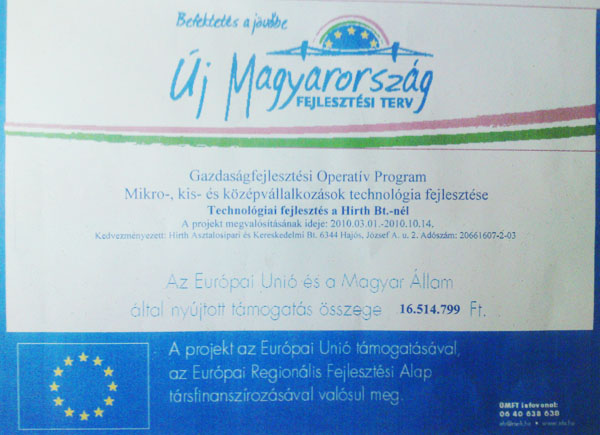 Befektetés a jövőbe
Új Magyarország
FEJLESZTÉSI TERV
Gazdaságfejlesztési Operatív Program
Mikro-, kis- és középvállalkozások technológia fejlesztése
Technológiai fejlesztés a Hirth Bt.-nél
A projekt megvalósításának ideje: 2010.03.01.-2010.10.14.
Kedvezményezett: Hirth Asztalosipari és Kereskedelmi Bt. 6344 Hajós, József A. u. 2. Adószám: 20661607-2-03
Az Európai Unió és a Magyar Állam
által nyújtott támogatás összege 16.514.799 Ft.
A projekt az Európai Unió támogatásával,
az Európai Regionális Fejlesztési Alap
társfinanszírozásával valósul meg.
ÚMFT infovonal:
06 40 638 638